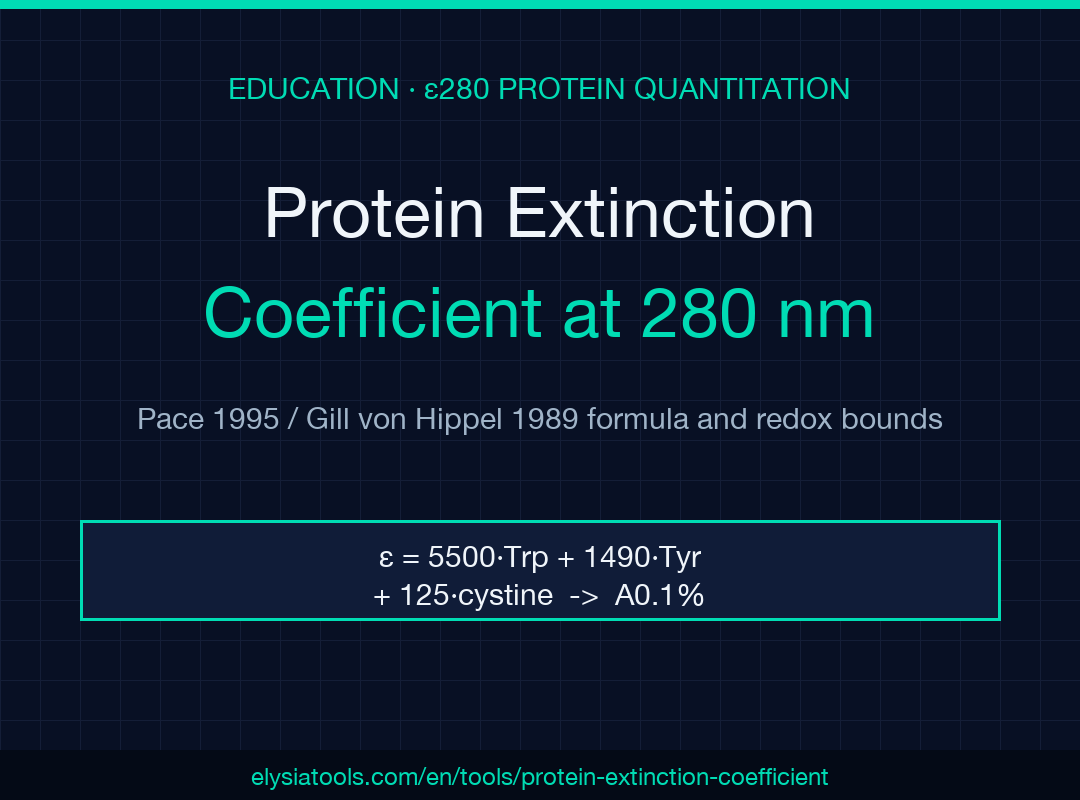 EDUCATION · ε280 PROTEIN QUANTITATION
Protein Extinction
Coefficient at 280 nm
Pace 1995 / Gill von Hippel 1989 formula and redox bounds
ε = 5500·Trp + 1490·Tyr
+ 125·cystine  ->  A0.1%
elysiatools.com/en/tools/protein-extinction-coefficient